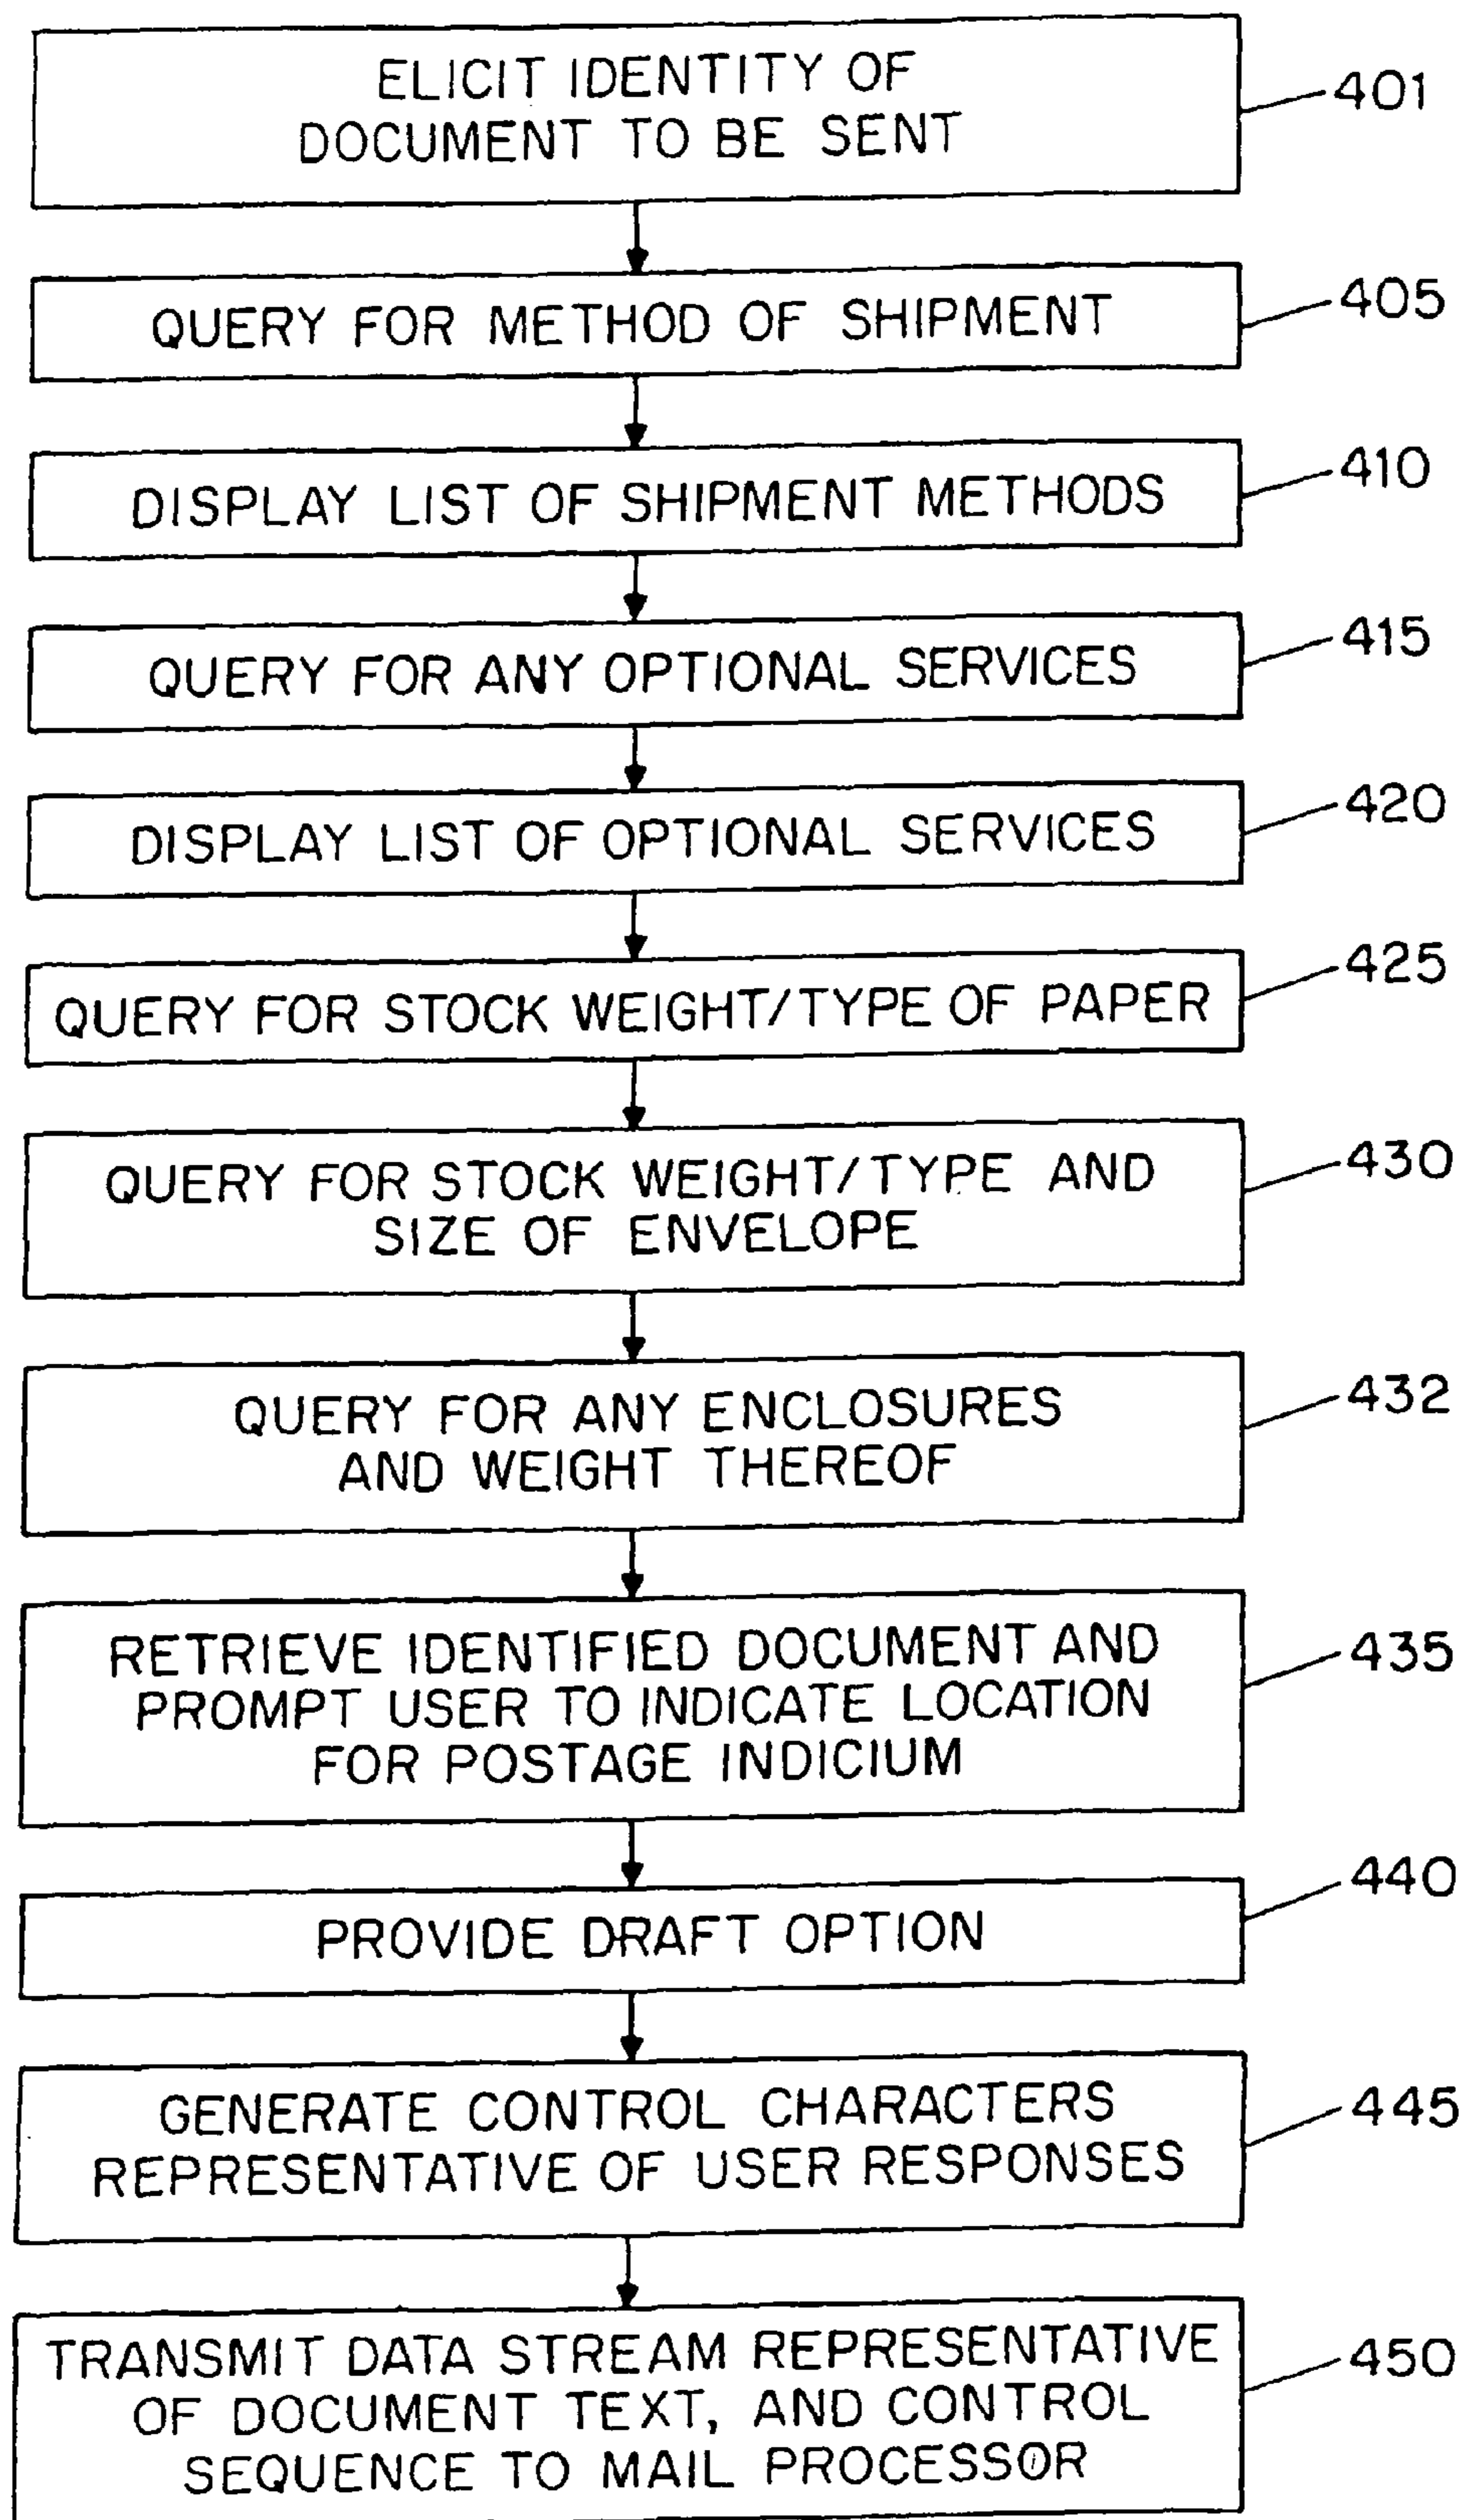 ELICIT IDENTITY OF
DOCUMENT TO BE SENT
401
QUERY FOR METHOD OF SHIPMENT
405
DISPLAY LIST OF SHIPMENT METHODS
410
QUERY FOR ANY OPTIONAL SERVICES
415
DISPLAY LIST OF OPTIONAL SERVICES
420
QUERY FOR STOCK WEIGHT/TYPE OF PAPER
425
QUERY FOR STOCK WEIGHT/TYPE AND
SIZE OF ENVELOPE
430
QUERY FOR ANY ENCLOSURES
AND WEIGHT THEREOF
432
RETRIEVE IDENTIFIED DOCUMENT AND
PROMPT USER TO INDICATE LOCATION
FOR POSTAGE INDICIUM
435
PROVIDE DRAFT OPTION
440
GENERATE CONTROL CHARACTERS
REPRESENTATIVE OF USER RESPONSES
445
TRANSMIT DATA STREAM REPRESENTATIVE
OF DOCUMENT TEXT, AND CONTROL
SEQUENCE TO MAIL PROCESSOR
450